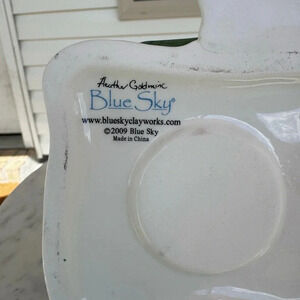 Heather Goldminc
Blue Sky®
www.blueskyclayworks.com
©2009 Blue Sky
Made in China